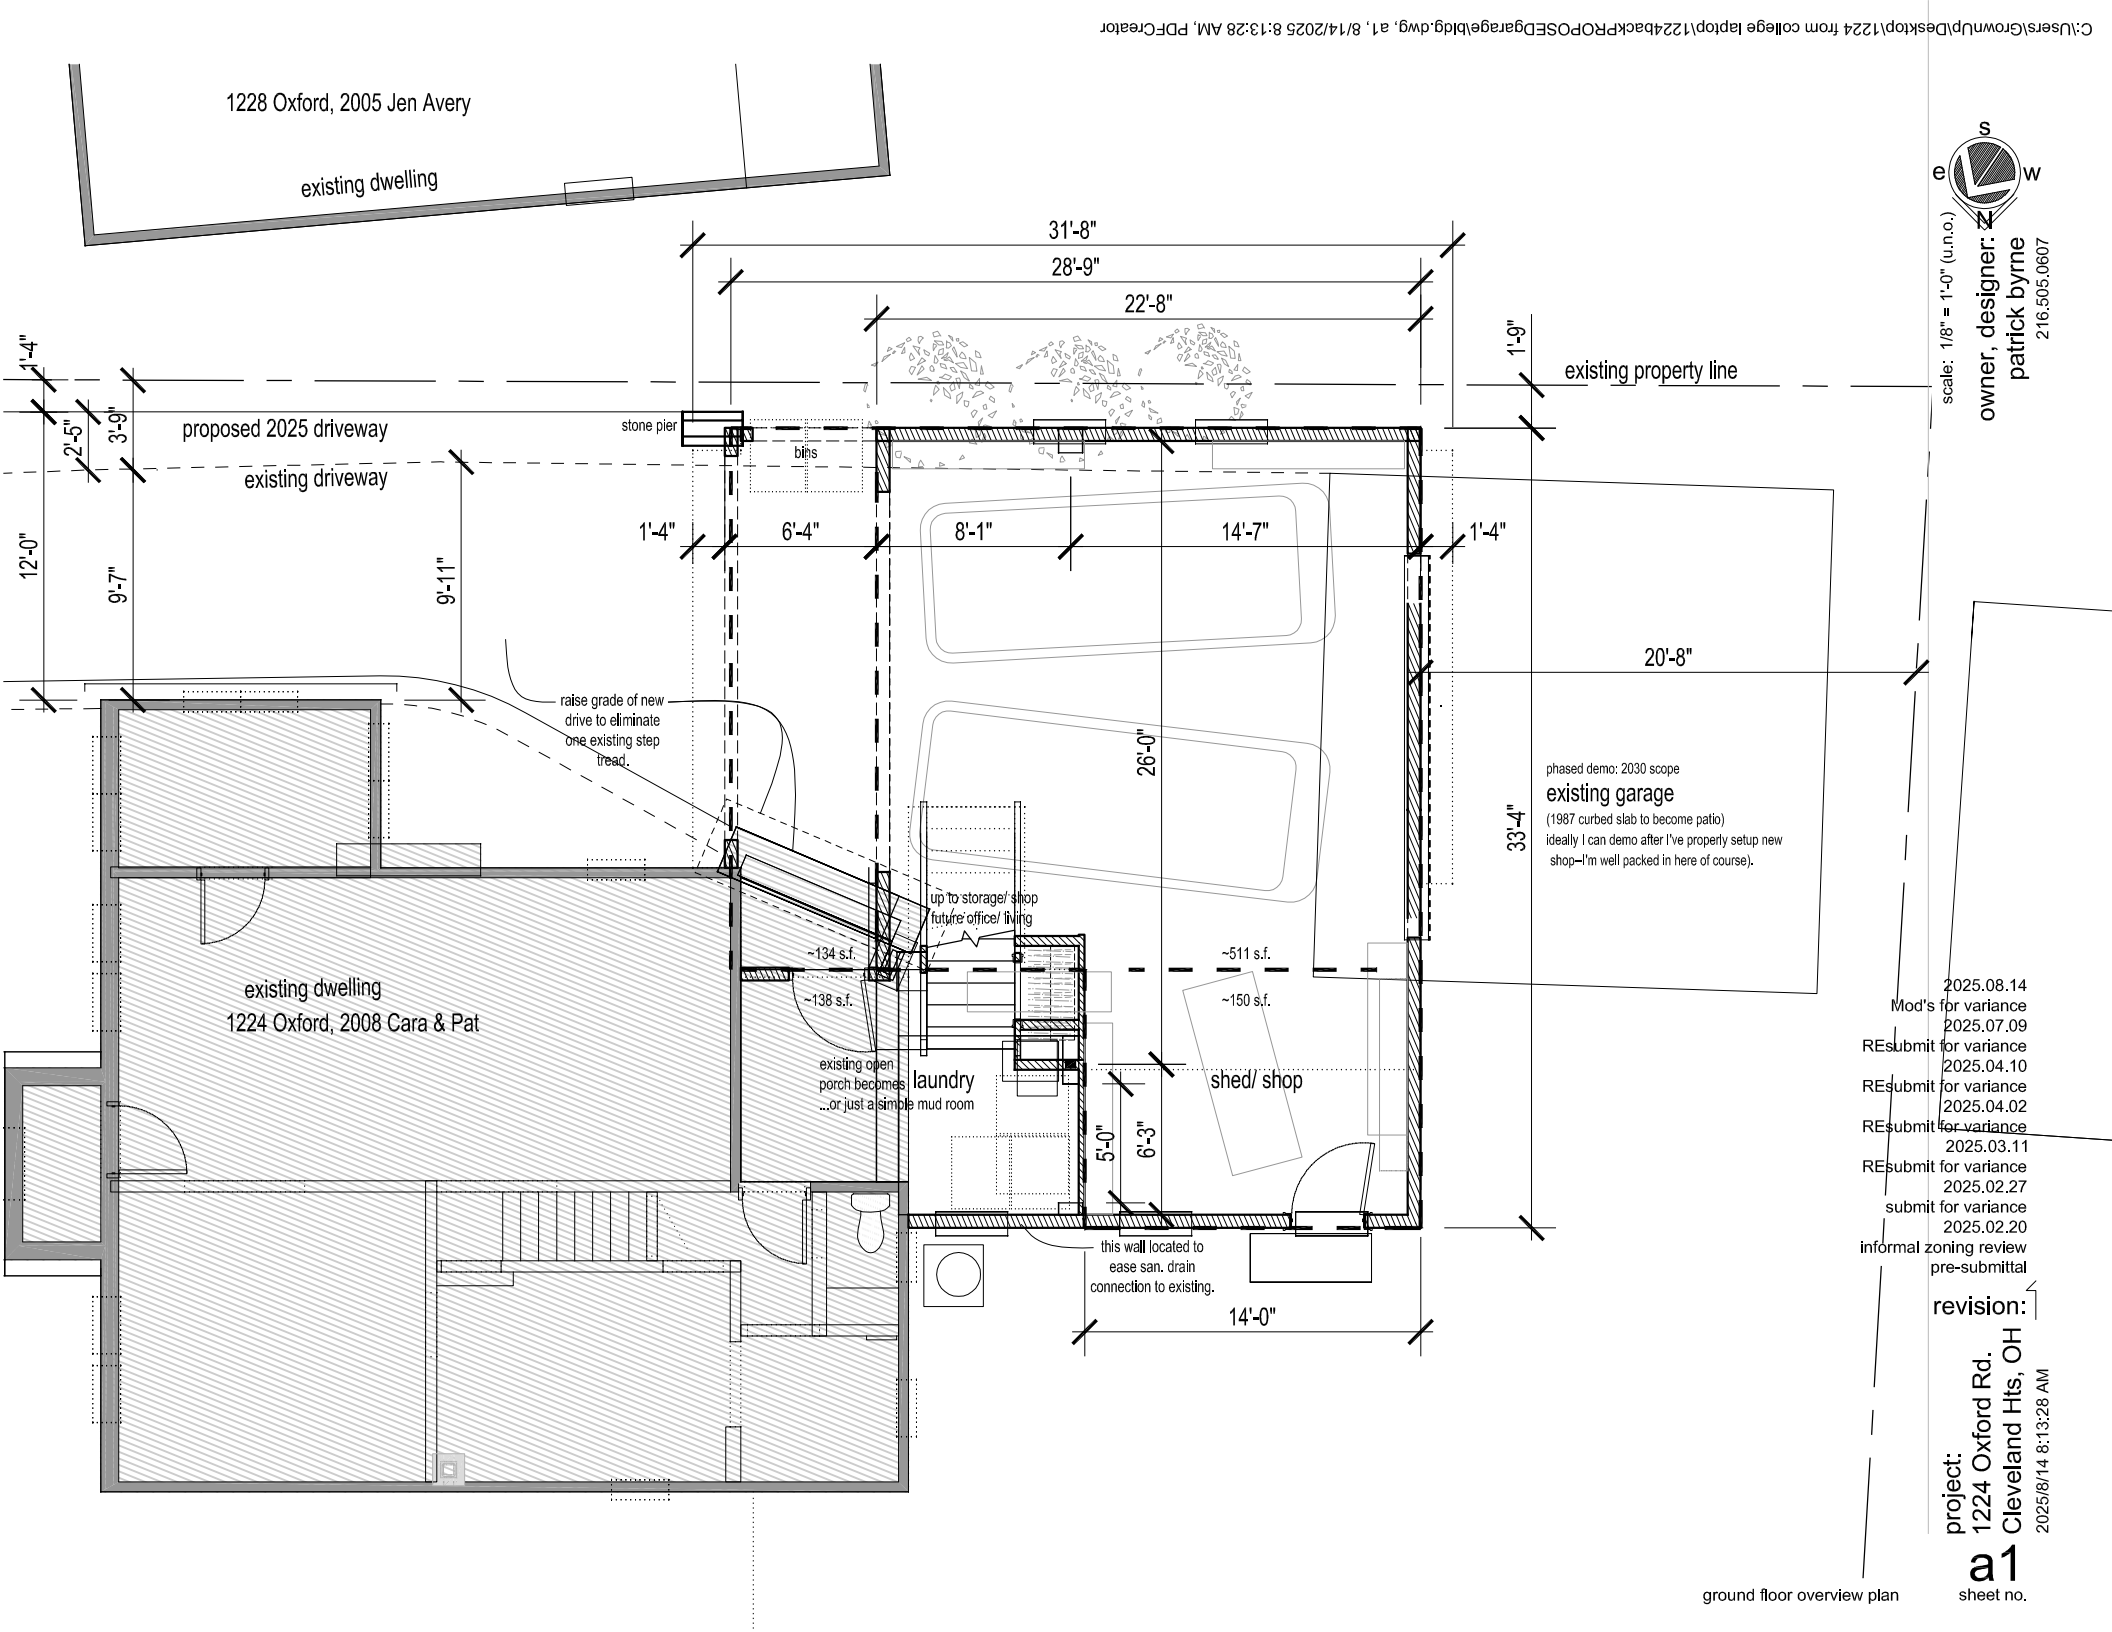 C:\Users\GrownUp\Desktop\1224 from college laptop\1224backPROPOSEDgarage\bldg.dwg, a1, 8/14/2025 8:13:28 AM, PDFCreator
1228 Oxford, 2005 Jen Avery
existing dwelling
s
e
w
N
scale: 1/8" = 1'-0" (u.n.o.)
owner, designer:
patrick byrne
216.505.0607
31'-8"
28'-9"
22'-8"
1'-4"
1'-9"
existing property line
3'-9"
2'-5"
proposed 2025 driveway
stone pier
bins
existing driveway
12'-0"
9'-7"
9'-11"
1'-4"
6'-4"
8'-1"
14'-7"
1'-4"
20'-8"
raise grade of new
drive to eliminate
one existing step
tread.
26'-0"
33'-4"
phased demo: 2030 scope
existing garage
(1987 curbed slab to become patio)
ideally I can demo after I've properly setup new
shop--I'm well packed in here of course).
up to storage/ shop
future office/ living
~134 s.f.
~511 s.f.
~138 s.f.
~150 s.f.
existing dwelling
1224 Oxford, 2008 Cara & Pat
existing open
porch becomes
...or just a simple mud room
laundry
shed/ shop
5'-0"
6'-3"
this wall located to
ease san. drain
connection to existing.
14'-0"
2025.08.14
Mod's for variance
2025.07.09
REsubmit for variance
2025.04.10
REsubmit for variance
2025.04.02
REsubmit for variance
2025.03.11
REsubmit for variance
2025.02.27
submit for variance
2025.02.20
informal zoning review
pre-submittal
revision:
project:
1224 Oxford Rd.
Cleveland Hts, OH
2025/8/14 8:13:28 AM
a1
sheet no.
ground floor overview plan